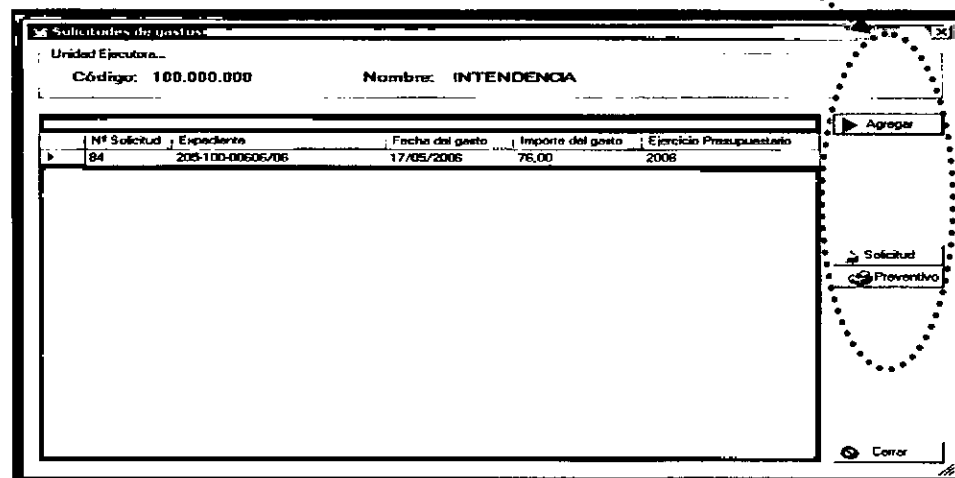 Solicitudes de gastos
Unidad Ejecutora...
Código: 100.000.000 Nombre: INTENDENCIA
Agregar
Nº Solicitud Expediente Fecha del gasto Importe del gasto Ejercicio Presupuestario
84 205-100-00606/06 17/05/2006 76,00 2006
Solicitud
Preventivo
Cerrar